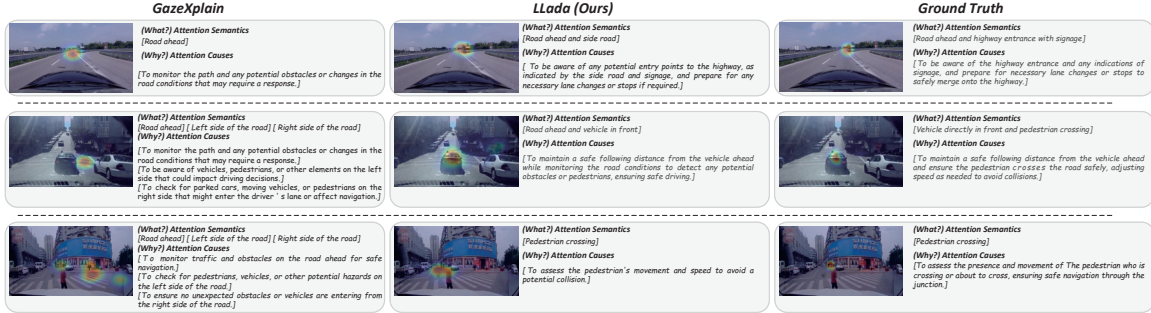 GazeXplain
LLada (Ours)
Ground Truth
(What?) Attention Semantics
[Road ahead]
(Why?) Attention Causes
[To monitor the path and any potential obstacles or changes in the
road conditions that may require a response.]
(What?) Attention Semantics
[Road ahead and side road]
(Why?) Attention Causes
[ To be aware of any potential entry points to the highway, as
indicated by the side road and signage, and prepare for any
necessary lane changes or stops if required.]
(What?) Attention Semantics
[Road ahead and highway entrance with signage]
(Why?) Attention Causes
[ To be aware of the highway entrance and any indications of
signage, and prepare for necessary lane changes or stops to
safely merge onto the highway.]
(What?) Attention Semantics
[Road ahead] [ Left side of the road] [ Right side of the road]
(Why?) Attention Causes
[To monitor the path and any potential obstacles or changes in the
road conditions that may require a response.]
[To be aware of vehicles, pedestrians, or other elements on the left
side that could impact driving decisions.]
[To check for parked cars, moving vehicles, or pedestrians on the
right side that might enter the driver ' s lane or affect navigation.]
(What?) Attention Semantics
[Road ahead and vehicle in front]
(Why?) Attention Causes
[To maintain a safe following distance from the vehicle ahead
while monitoring the road conditions to detect any potential
obstacles or pedestrians, ensuring safe driving.]
(What?) Attention Semantics
[Vehicle directly in front and pedestrian crossing]
(Why?) Attention Causes
[To maintain a safe following distance from the vehicle ahead
and ensure the pedestrian crosses the road safely, adjusting
speed as needed to avoid collisions.]
(What?) Attention Semantics
[Road ahead] [ Left side of the road] [ Right side of the road]
(Why?) Attention Causes
[To monitor traffic and obstacles on the road ahead for safe
navigation.]
[To check for pedestrians, vehicles, or other potential hazards on
the left side of the road.]
[To ensure no unexpected obstacles or vehicles are entering from
the right side of the road.]
(What?) Attention Semantics
[Pedestrian crossing]
(Why?) Attention Causes
[To assess the pedestrian's movement and speed to avoid a
potential collision.]
(What?) Attention Semantics
[Pedestrian crossing]
(Why?) Attention Causes
[To assess the presence and movement of The pedestrian who is
crossing or about to cross, ensuring safe navigation through the
junction.]